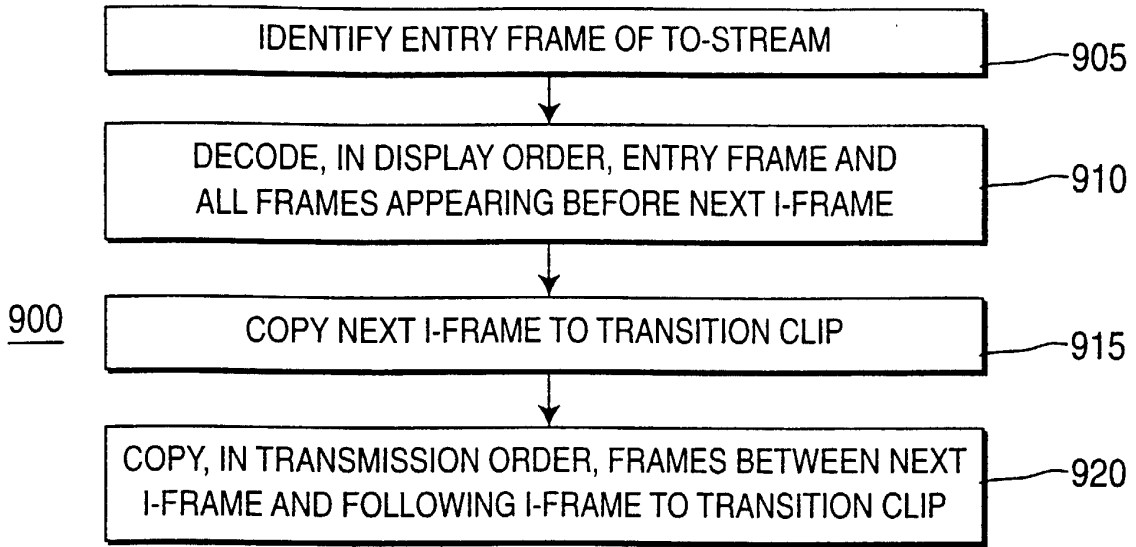 IDENTIFY ENTRY FRAME OF TO-STREAM
905
DECODE, IN DISPLAY ORDER, ENTRY FRAME AND
ALL FRAMES APPEARING BEFORE NEXT I-FRAME
910
900
COPY NEXT I-FRAME TO TRANSITION CLIP
915
COPY, IN TRANSMISSION ORDER, FRAMES BETWEEN NEXT
I-FRAME AND FOLLOWING I-FRAME TO TRANSITION CLIP
920